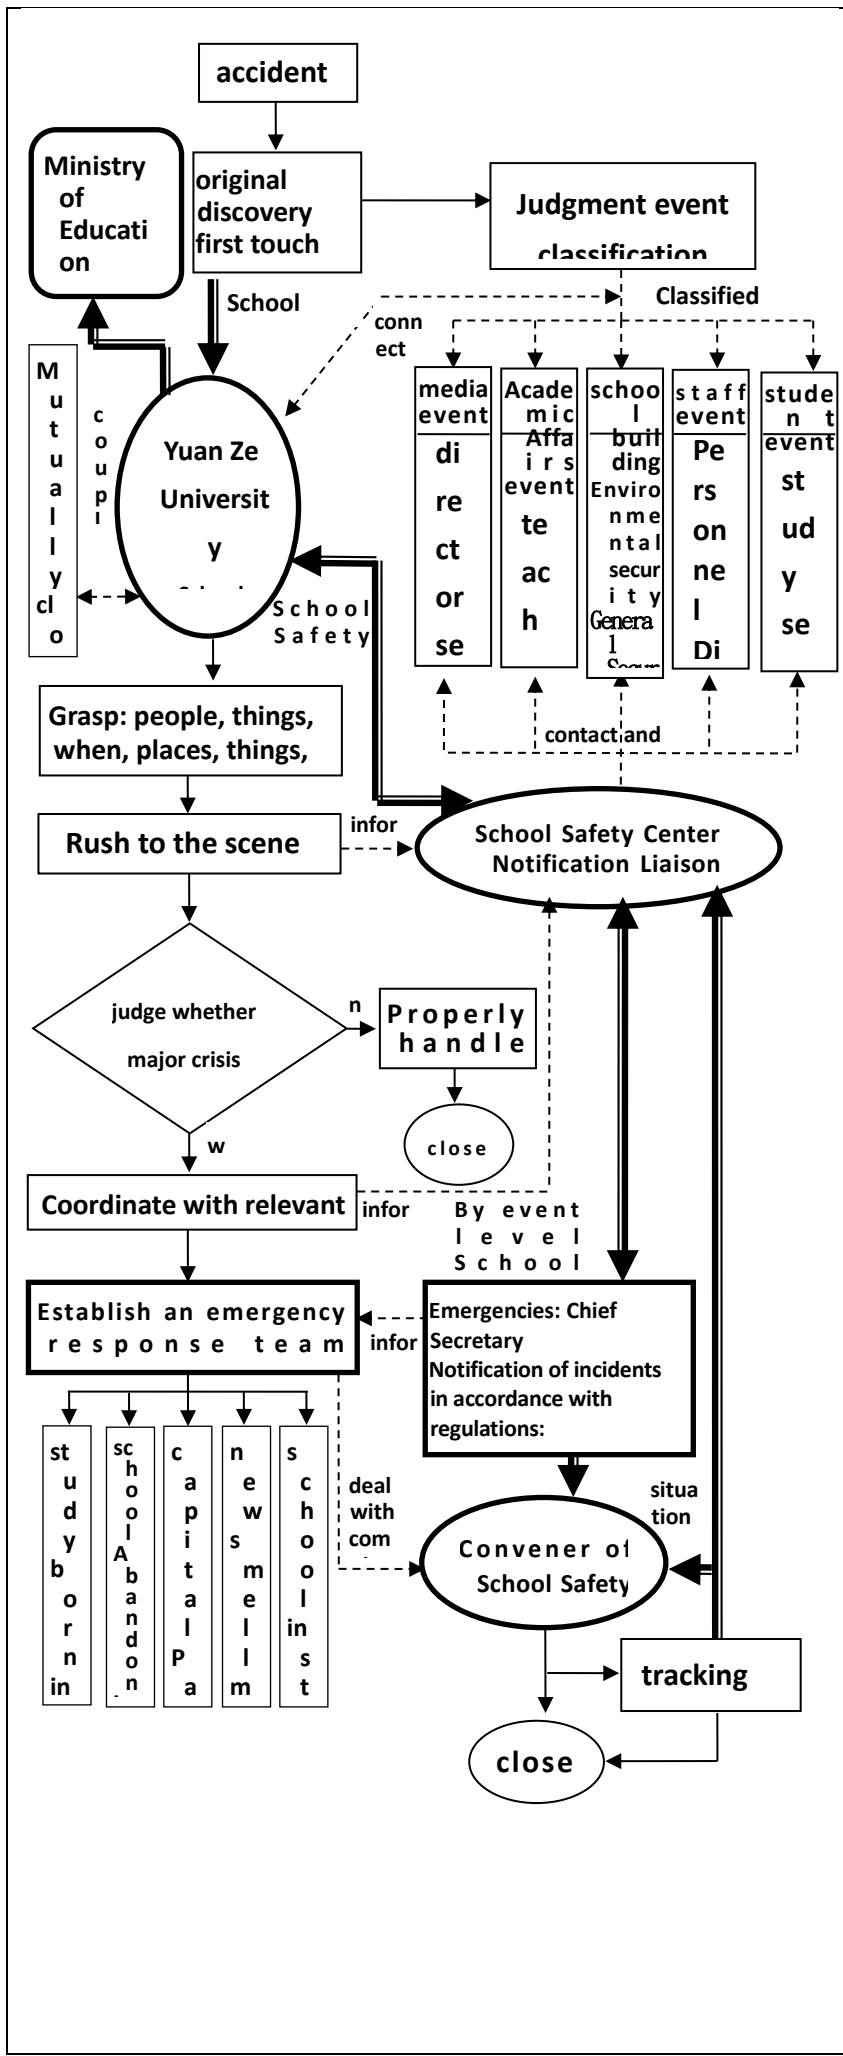 accident
Ministry
of
Educati
on
original
discovery
first touch
Judgment event
classification
School
conn
ect
Classified
M
u
t
u
a
l
l
y
cl
o
c
o
u
p
Yuan Ze
Universit
y
School
Safety
media
event
di
re
ct
or
se
Acade
mic
Affa
irs
event
te
ac
h
schoo
l
buil
ding
Enviro
nme
ntal
secur
ity
Genera
l
staff
event
Pe
rs
on
ne
l
Di
stude
nt
event
st
ud
y
se
contact and
Grasp: people, things,
when, places, things,
Rush to the scene
infor
School Safety Center
Notification Liaison
judge whether
major crisis
n
Properly
handle
close
w
Coordinate with relevant
infor
By event
level
School
Establish an emergency
response team
infor
Emergencies: Chief
Secretary
Notification of incidents
in accordance with
regulations:
st
u
d
y
b
o
r
n
in
sc
h
o
o
l
A
b
a
n
d
o
n
c
a
p
i
t
a
l
P
a
n
e
w
s
m
e
l
l
m
s
c
h
o
o
l
in
s
t
deal
with
com
situa
tion
Convener of
School Safety
tracking
close